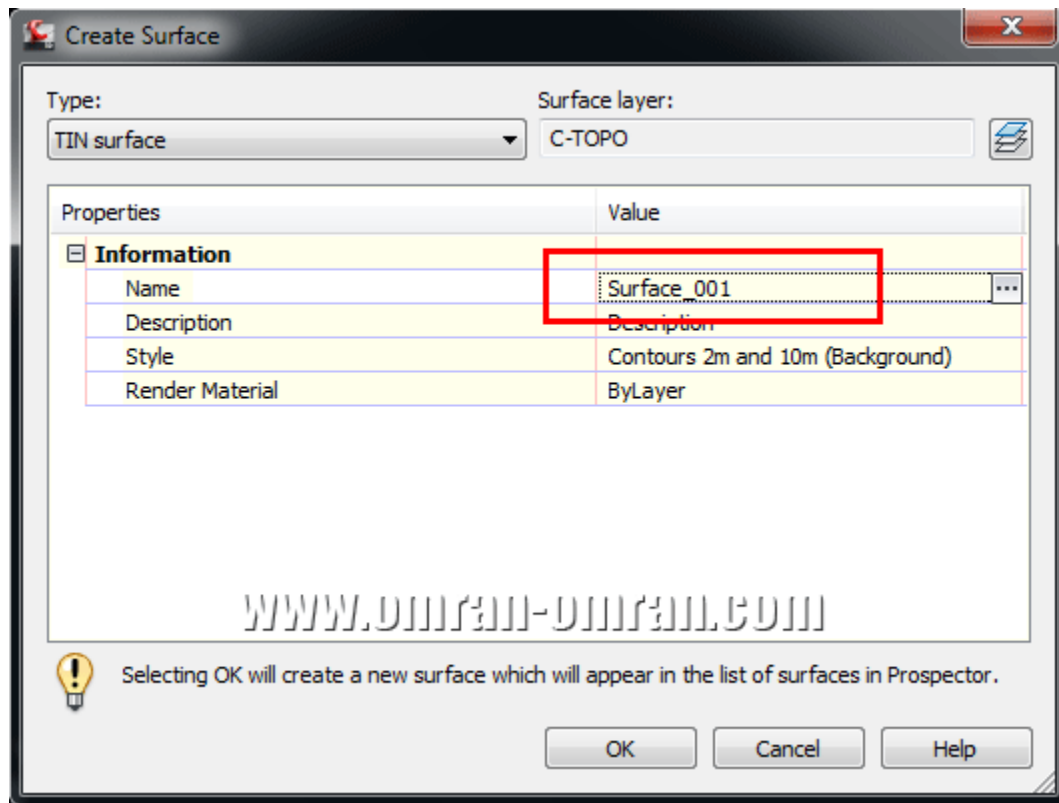 Create Surface
Type:
Surface layer:
TIN surface
C-TOPO
Properties Value
Information
Name Surface_001
Description Description
Style Contours 2m and 10m (Background)
Render Material ByLayer
www.omran-omran.com
Selecting OK will create a new surface which will appear in the list of surfaces in Prospector.
OK Cancel Help